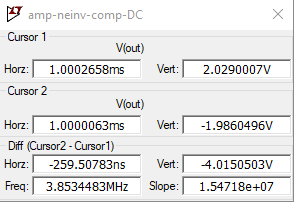 amp-neinv-comp-DC
Cursor 1
V(out)
Horz: 1.0002658ms Vert: 2.0290007V
Cursor 2
V(out)
Horz: 1.0000063ms Vert: -1.9860496V
Diff (Cursor2 - Cursor1)
Horz: -259.50783ns Vert: -4.0150503V
Freq: 3.8534483MHz Slope: 1.54718e+07